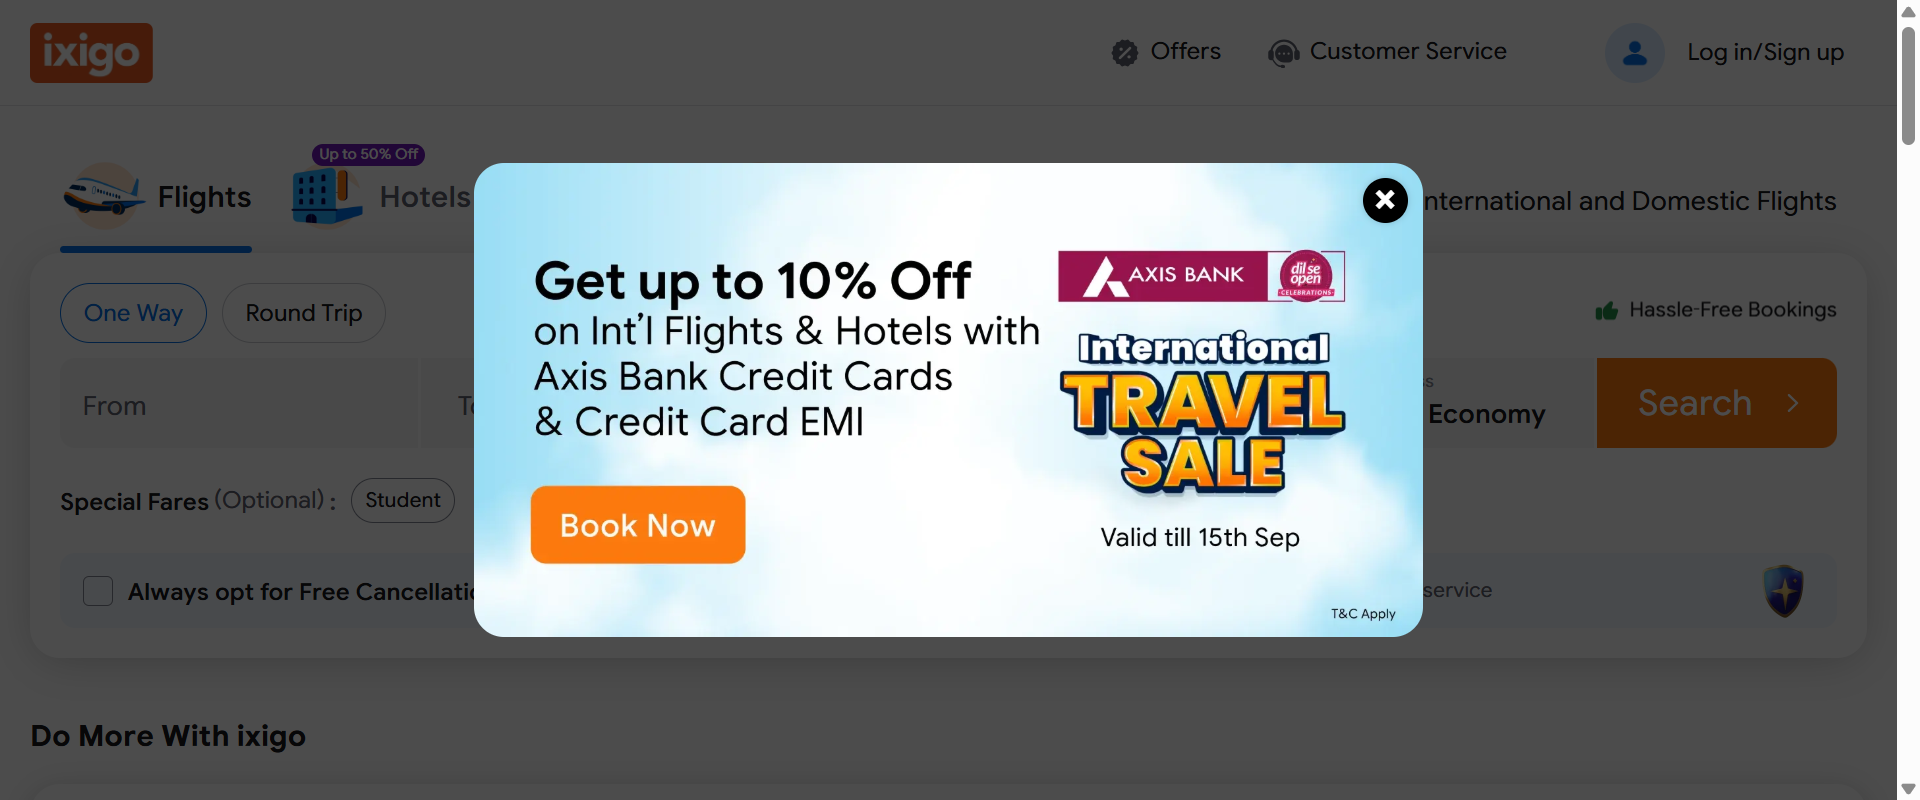 ixigo
Offers
Customer Service
Log in/Sign up
Up to 50% Off
Flights
Hotels
nternational and Domestic Flights
One Way
Round Trip
Hassle-Free Bookings
From
Economy
Search
Special Fares (Optional) :
Student
Always opt for Free Cancellatio
service
Get up to 10% Off
on Int'l Flights & Hotels with
Axis Bank Credit Cards
& Credit Card EMI
Book Now
AXIS BANK
dil se
open
CELEBRATIONS
International
TRAVEL
SALE
Valid till 15th Sep
T&C Apply
Do More With ixigo